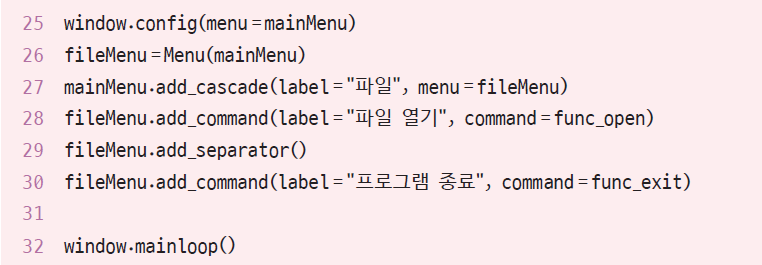 25 window.config(menu=mainMenu)
26 fileMenu=Menu(mainMenu)
27 mainMenu.add_cascade(label="파일", menu=fileMenu)
28 fileMenu.add_command(label="파일 열기", command=func_open)
29 fileMenu.add_separator()
30 fileMenu.add_command(label="프로그램 종료", command=func_exit)
31
32 window.mainloop()